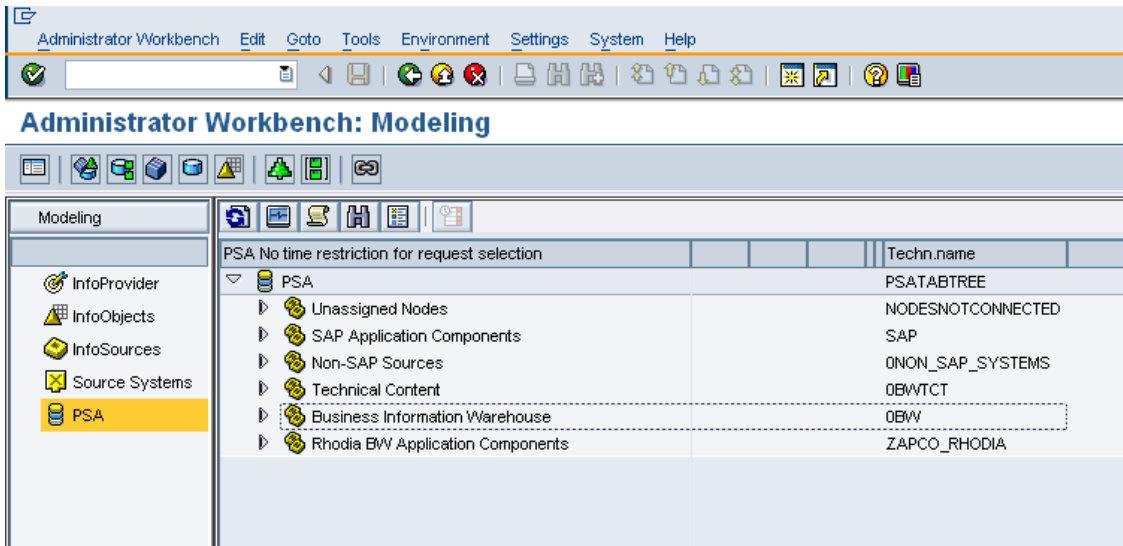 Administrator Workbench Edit Goto Tools Environment Settings System Help
Administrator Workbench: Modeling
Modeling
PSA No time restriction for request selection Techn.name
PSA PSATABTREE
InfoProvider
Unassigned Nodes NODESNOTCONNECTED
InfoObjects
SAP Application Components SAP
InfoSources
Non-SAP Sources 0NON_SAP_SYSTEMS
Source Systems
Technical Content 0BWTCT
PSA
Business Information Warehouse 0BW
Rhodia BW Application Components ZAPCO_RHODIA